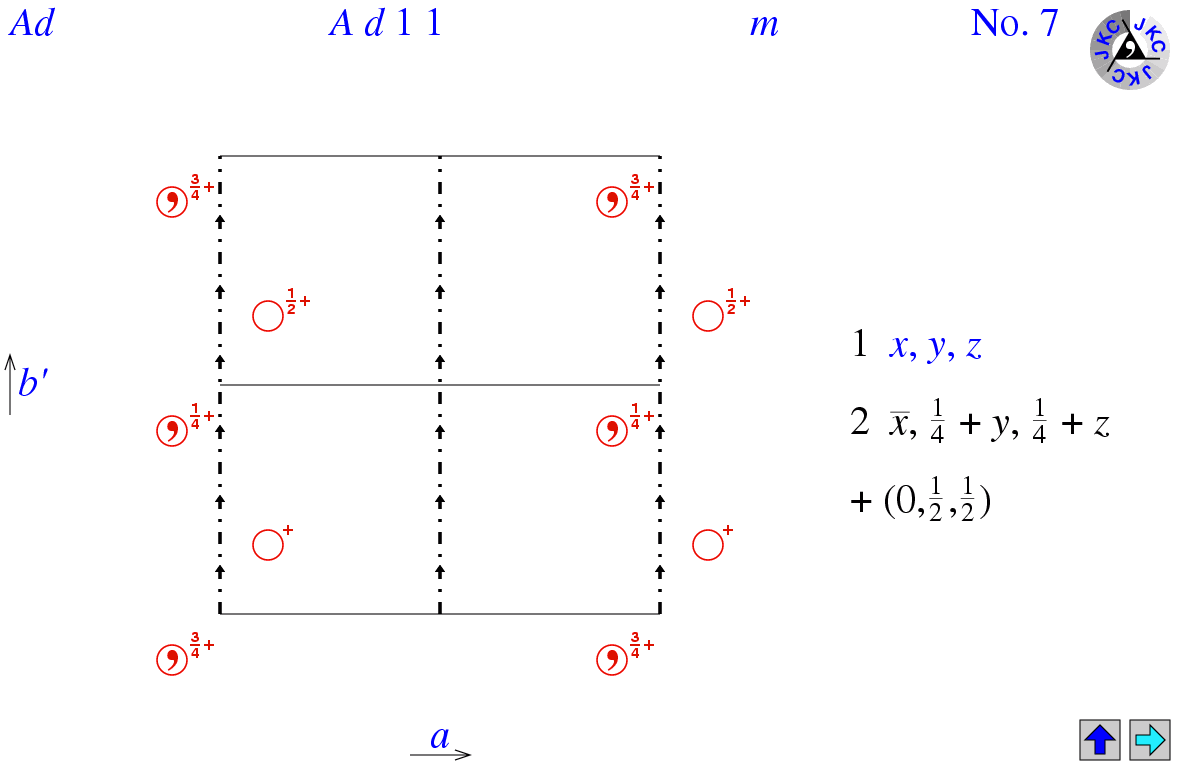 Ad A d 1 1 m No. 7
JKC JKC JKC
3/4+ 3/4+
1/2+ 1/2+
1 x, y, z
b′
1/4+ 1/4+
2 x̅, 1/4 + y, 1/4 + z
+ (0,1/2,1/2)
+ +
3/4+ 3/4+
a